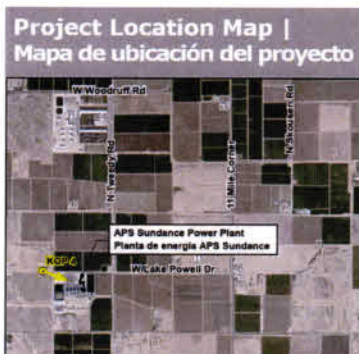 Project Location Map |
Mapa de ubicación del proyecto
W Woodruff Rd
N Skousen Rd
N Tweedy Rd
11 Mile Corner
APS Sundance Power Plant
Planta de energia APS Sundance
KOP 4
W Lake Powell Dr